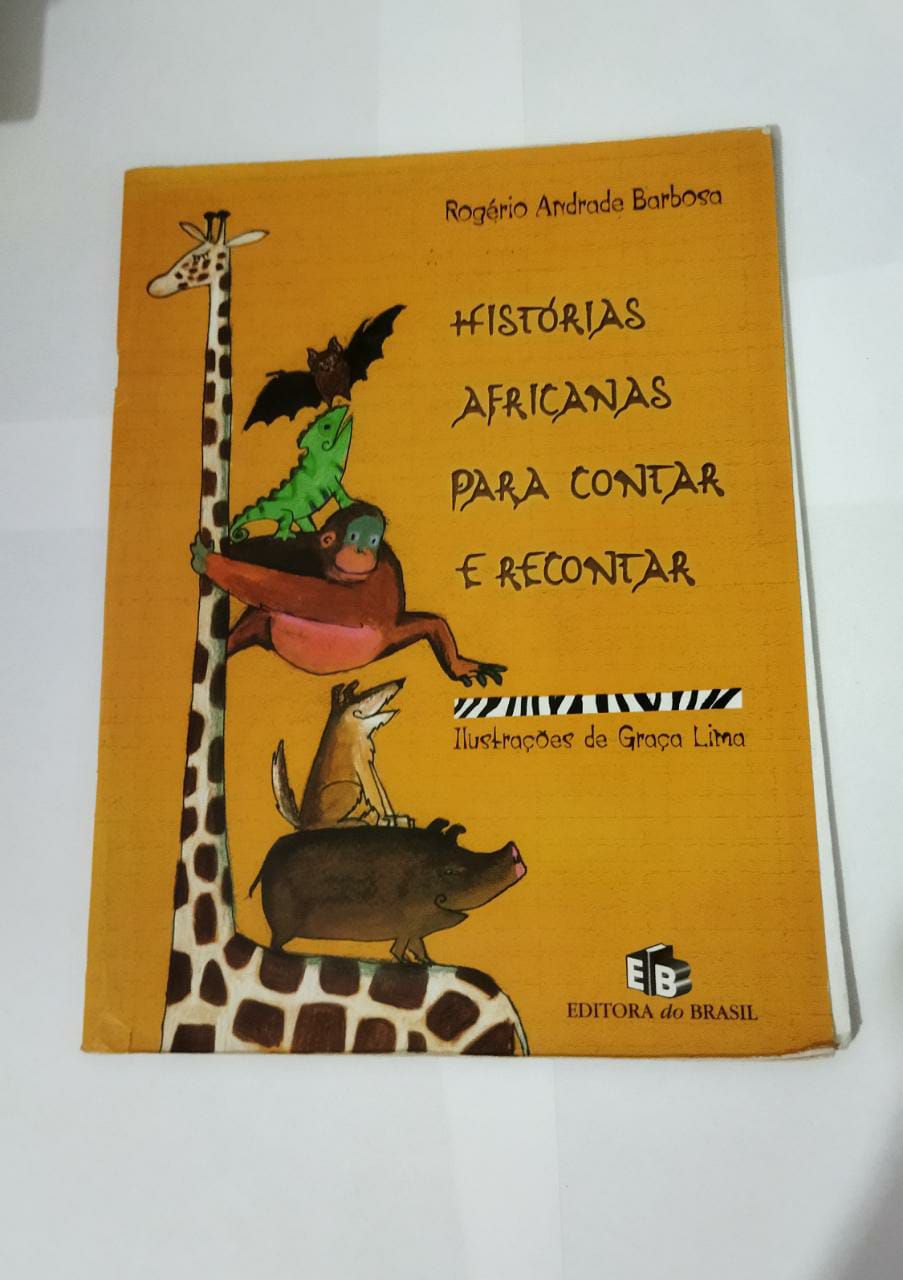 Rogério Andrade Barbosa
HISTÓRIAS
AFRICANAS
PARA CONTAR
E RECONTAR
Ilustrações de Graça Lima
EB
EDITORA do BRASIL